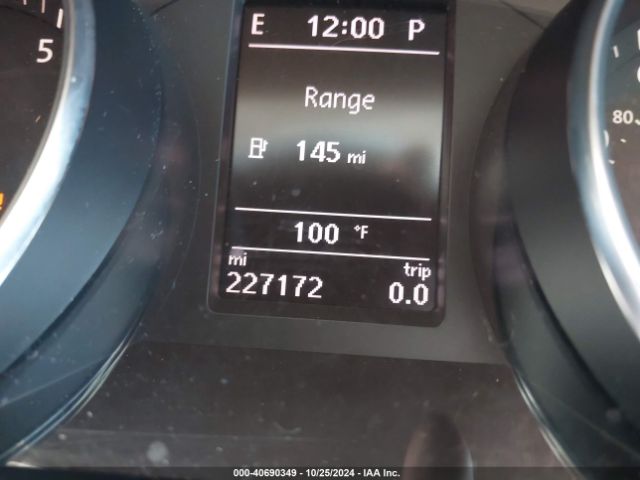 E 12:00 P
5
Range
145 mi
80
100 °F
mi trip
227172 0.0
000-40690349 - 10/25/2024 - IAA Inc.